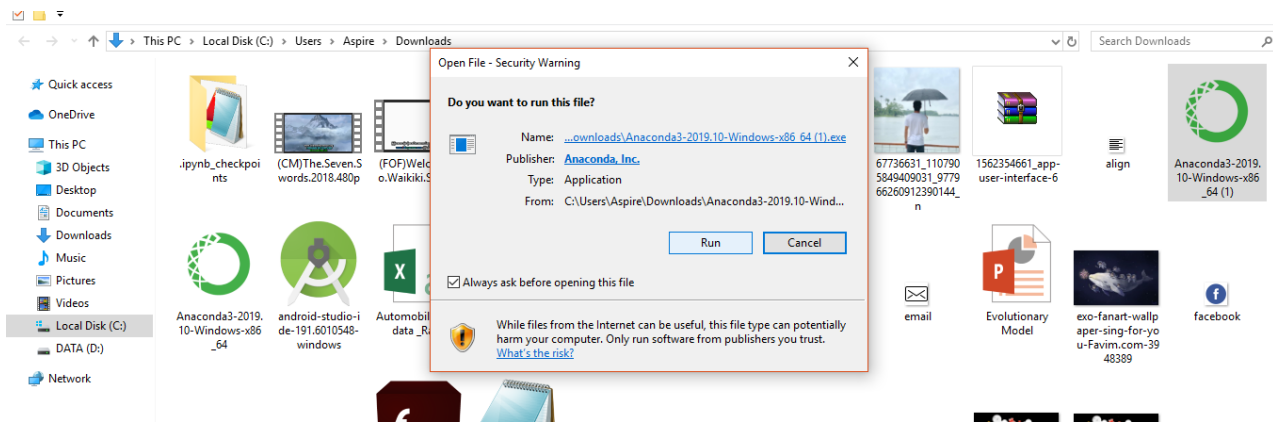 This PC > Local Disk (C:) > Users > Aspire > Downloads
Search Downloads
Quick access
OneDrive
This PC
3D Objects
Desktop
Documents
Downloads
Music
Pictures
Videos
Local Disk (C:)
DATA (D:)
Network
.ipynb_checkpoi
nts
(CM)The.Seven.S
words.2018.480p
(FOF)Welc
o.Waikiki.S
67736631_110790
5849409031_9779
66260912390144_
n
1562354661_app-
user-interface-6
align
Anaconda3-2019.
10-Windows-x86
_64 (1)
Anaconda3-2019.
10-Windows-x86
_64
android-studio-i
de-191.6010548-
windows
Automobil
data _Ra
email
Evolutionary
Model
exo-fanart-wallp
aper-sing-for-yo
u-Favim.com-39
48389
facebook
Open File - Security Warning
Do you want to run this file?
Name: ...ownloads\Anaconda3-2019.10-Windows-x86_64 (1).exe
Publisher: Anaconda, Inc.
Type: Application
From: C:\Users\Aspire\Downloads\Anaconda3-2019.10-Wind...
Run
Cancel
Always ask before opening this file
While files from the Internet can be useful, this file type can potentially
harm your computer. Only run software from publishers you trust.
What's the risk?